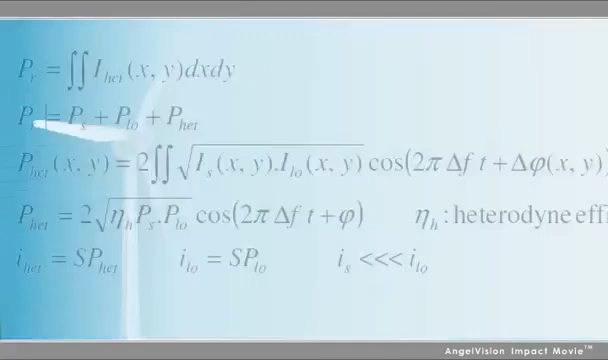 P_r = ∬ I_het (x, y)dxdy
P_r = P_s + P_lo + P_het
P_het (x, y) = 2∬ √(I_s (x, y).I_lo (x, y)) cos(2π Δf t + Δφ(x, y)
P_het = 2√(η_h P_s .P_lo) cos(2π Δf t + φ) η_h : heterodyne effi
i_het = SP_het i_lo = SP_lo i_s <<< i_lo
AngelVision Impact Movie™